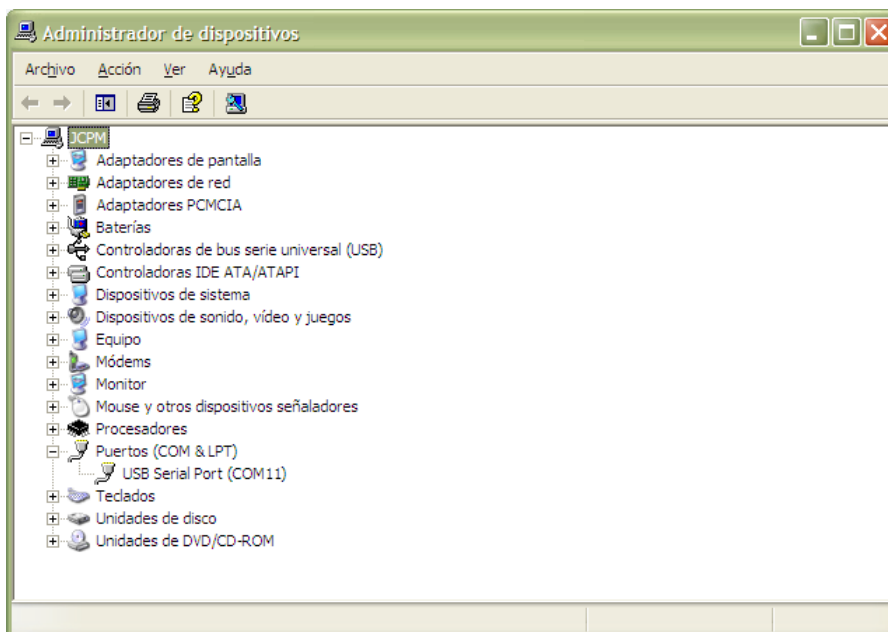 Administrador de dispositivos
Archivo Acción Ver Ayuda
JCPM
Adaptadores de pantalla
Adaptadores de red
Adaptadores PCMCIA
Baterías
Controladoras de bus serie universal (USB)
Controladoras IDE ATA/ATAPI
Dispositivos de sistema
Dispositivos de sonido, vídeo y juegos
Equipo
Módems
Monitor
Mouse y otros dispositivos señaladores
Procesadores
Puertos (COM & LPT)
USB Serial Port (COM11)
Teclados
Unidades de disco
Unidades de DVD/CD-ROM